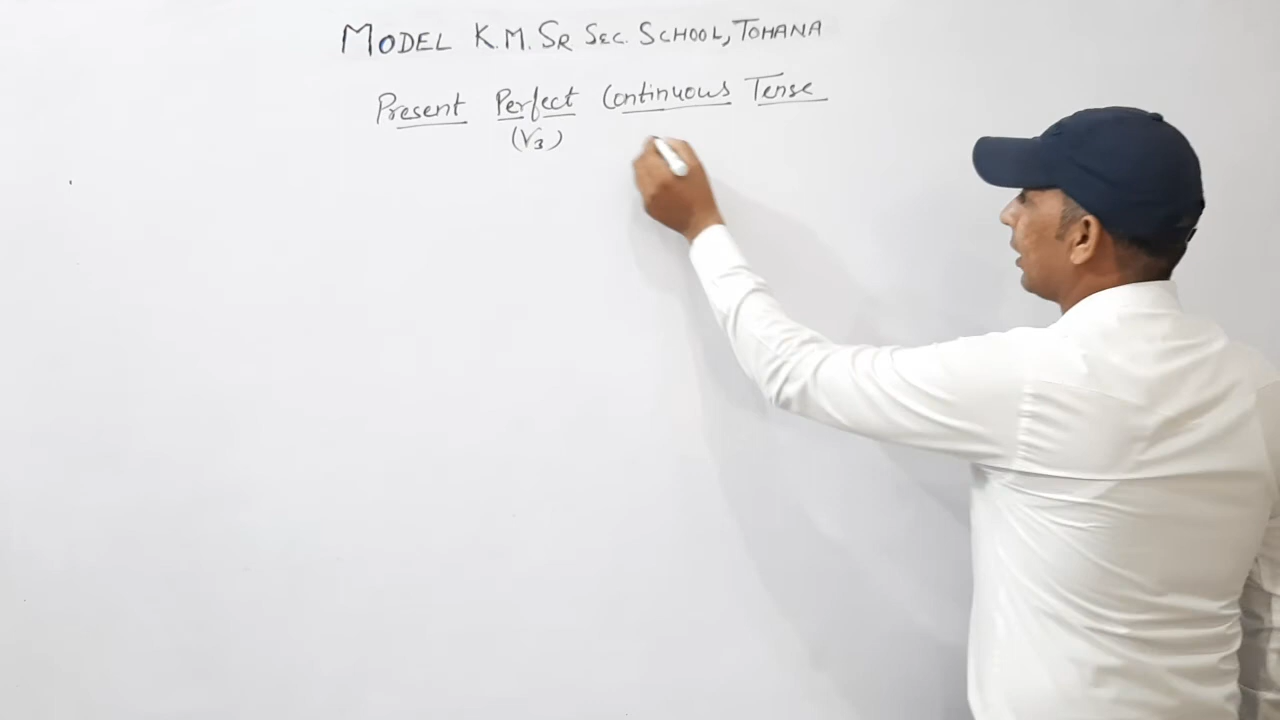 MODEL K.M. SR SEC. SCHOOL, TOHANA
Present Perfect Continuous Tense
(V3)